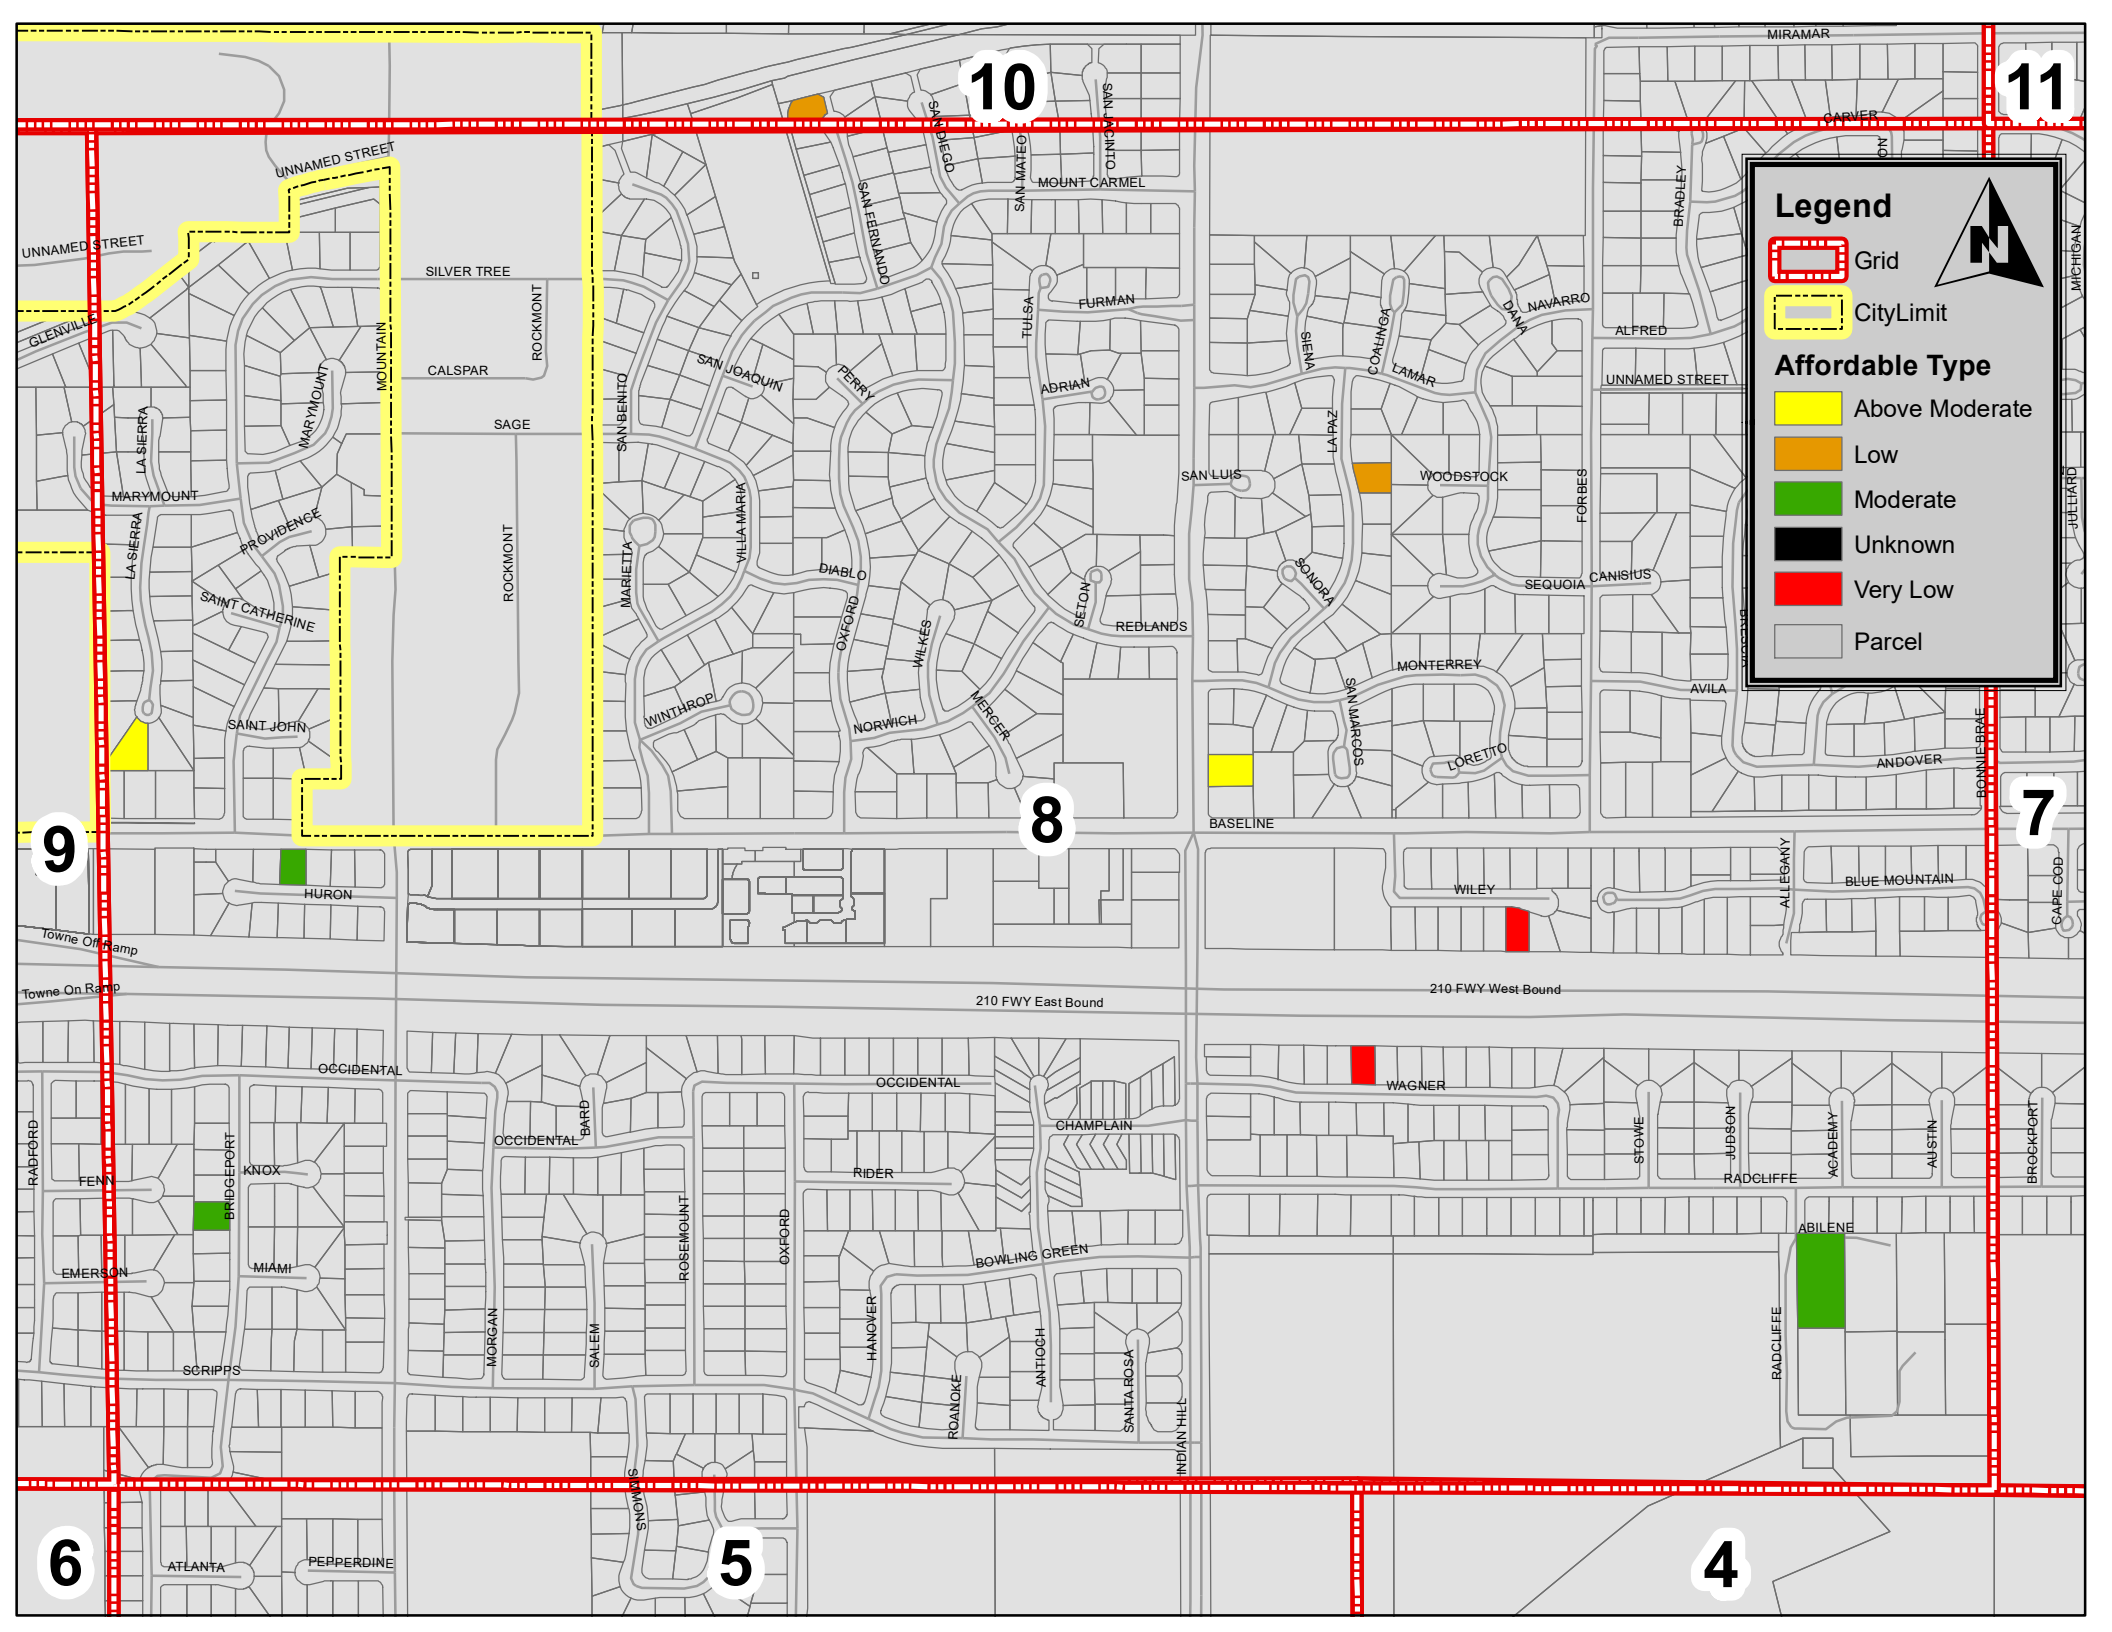 MIRAMAR
10
11
SAN DIEGO
SAN JACINTO
CARVER
ON
UNNAMED STREET
SAN MATEO
MOUNT CARMEL
BRADLEY
SAN FERNANDO
UNNAMED STREET
MICHIGAN
SILVER TREE
ROCKMONT
TULSA
FURMAN
DANA
NAVARRO
GLENVILLE
MOUNTAIN
SIENA
COALINGA
ALFRED
CALSPAR
SAN JOAQUIN
PERRY
ADRIAN
LAMAR
UNNAMED STREET
MARYMOUNT
SAN BENITO
LA SIERRA
SAGE
LA PAZ
SAN LUIS
WOODSTOCK
FORBES
MARYMOUNT
JULLIARD
LA SIERRA
PROVIDENCE
VILLA MARIA
ROCKMONT
MARIETTA
DIABLO
SONORA
SEQUOIA
CANISIUS
SAINT CATHERINE
OXFORD
WILKES
SETON
REDLANDS
MONTERREY
AVILA
WINTHROP
MERCER
SAN MARCOS
NORWICH
SAINT JOHN
LORETTO
ANDOVER
BONNIE BRAE
Legend
N
Grid
CityLimit
Affordable Type
Above Moderate
Low
Moderate
Unknown
Very Low
Parcel
8
7
9
BASELINE
ALLEGANY
HURON
WILEY
BLUE MOUNTAIN
CAPE COD
Towne Off Ramp
Towne On Ramp
210 FWY East Bound
210 FWY West Bound
OCCIDENTAL
OCCIDENTAL
WAGNER
BARD
CHAMPLAIN
OCCIDENTAL
RADFORD
BRIDGEPORT
KNOX
FENN
RIDER
STOWE
JUDSON
ACADEMY
AUSTIN
BROCKPORT
RADCLIFFE
ROSEMOUNT
OXFORD
ABILENE
EMERSON
MIAMI
BOWLING GREEN
MORGAN
SALEM
HANOVER
ANTIOCH
SANTA ROSA
RADCLIFFE
SCRIPPS
ROANOKE
INDIAN HILL
SIMMONS
6
ATLANTA
PEPPERDINE
5
4